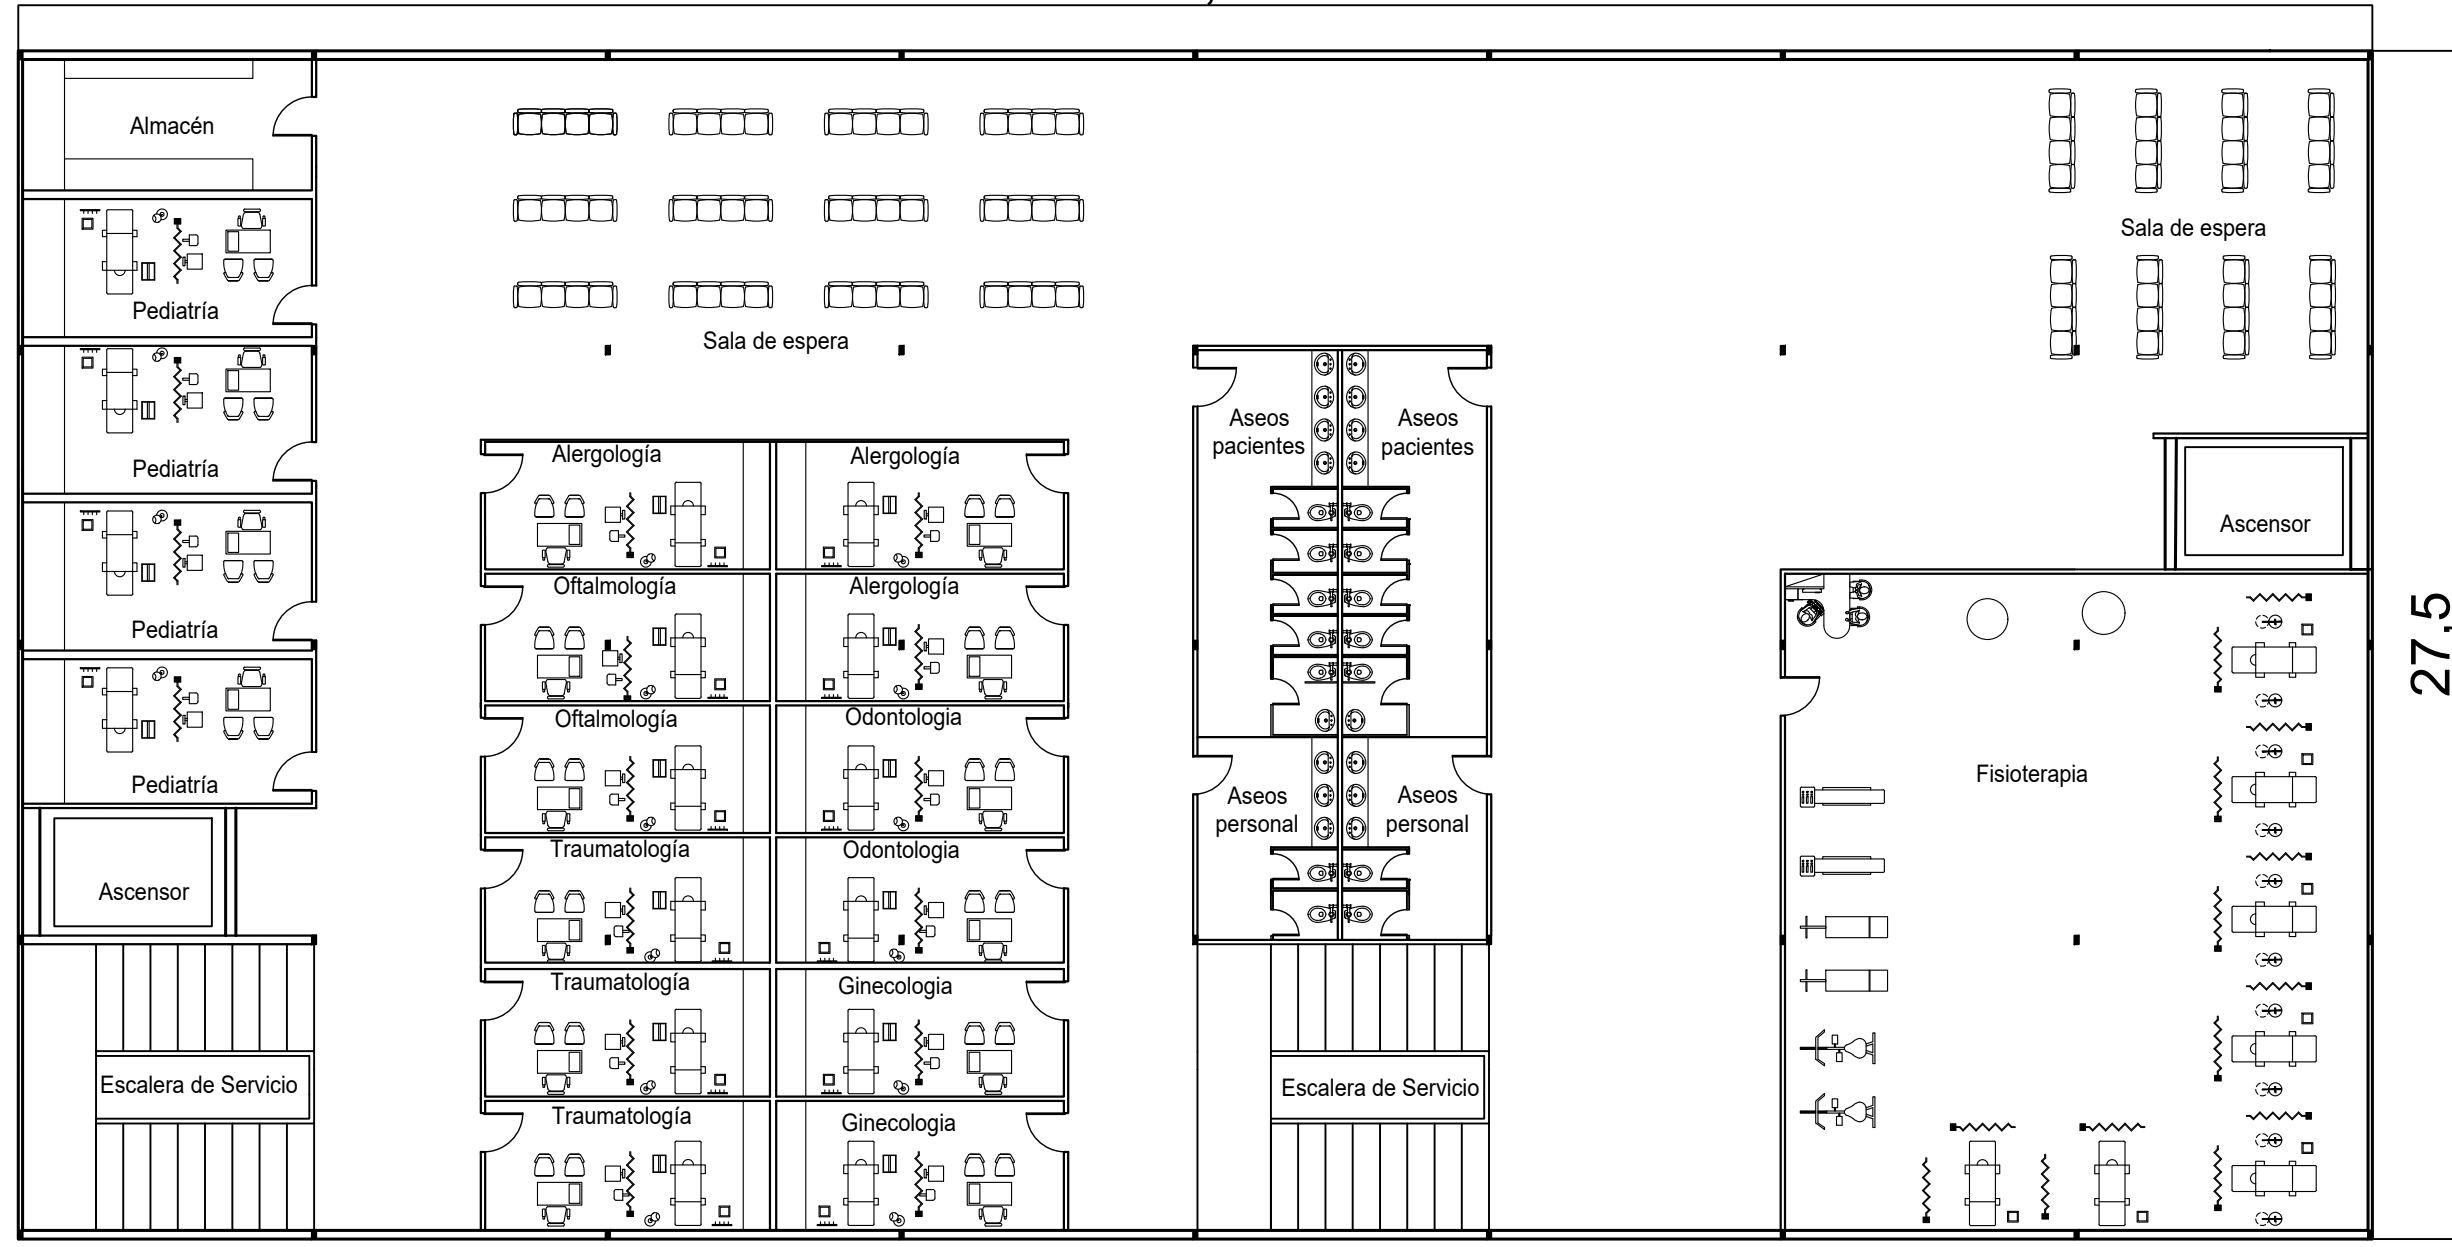 Almacén
Pediatría
Sala de espera
Sala de espera
Pediatría
Aseos
pacientes
Aseos
pacientes
Alergología
Alergología
Ascensor
Pediatría
Oftalmología
Alergología
27,5
Pediatría
Oftalmología
Odontologia
Fisioterapia
Aseos
personal
Aseos
personal
Ascensor
Traumatología
Odontologia
Traumatología
Ginecologia
Escalera de Servicio
Escalera de Servicio
Traumatología
Ginecologia